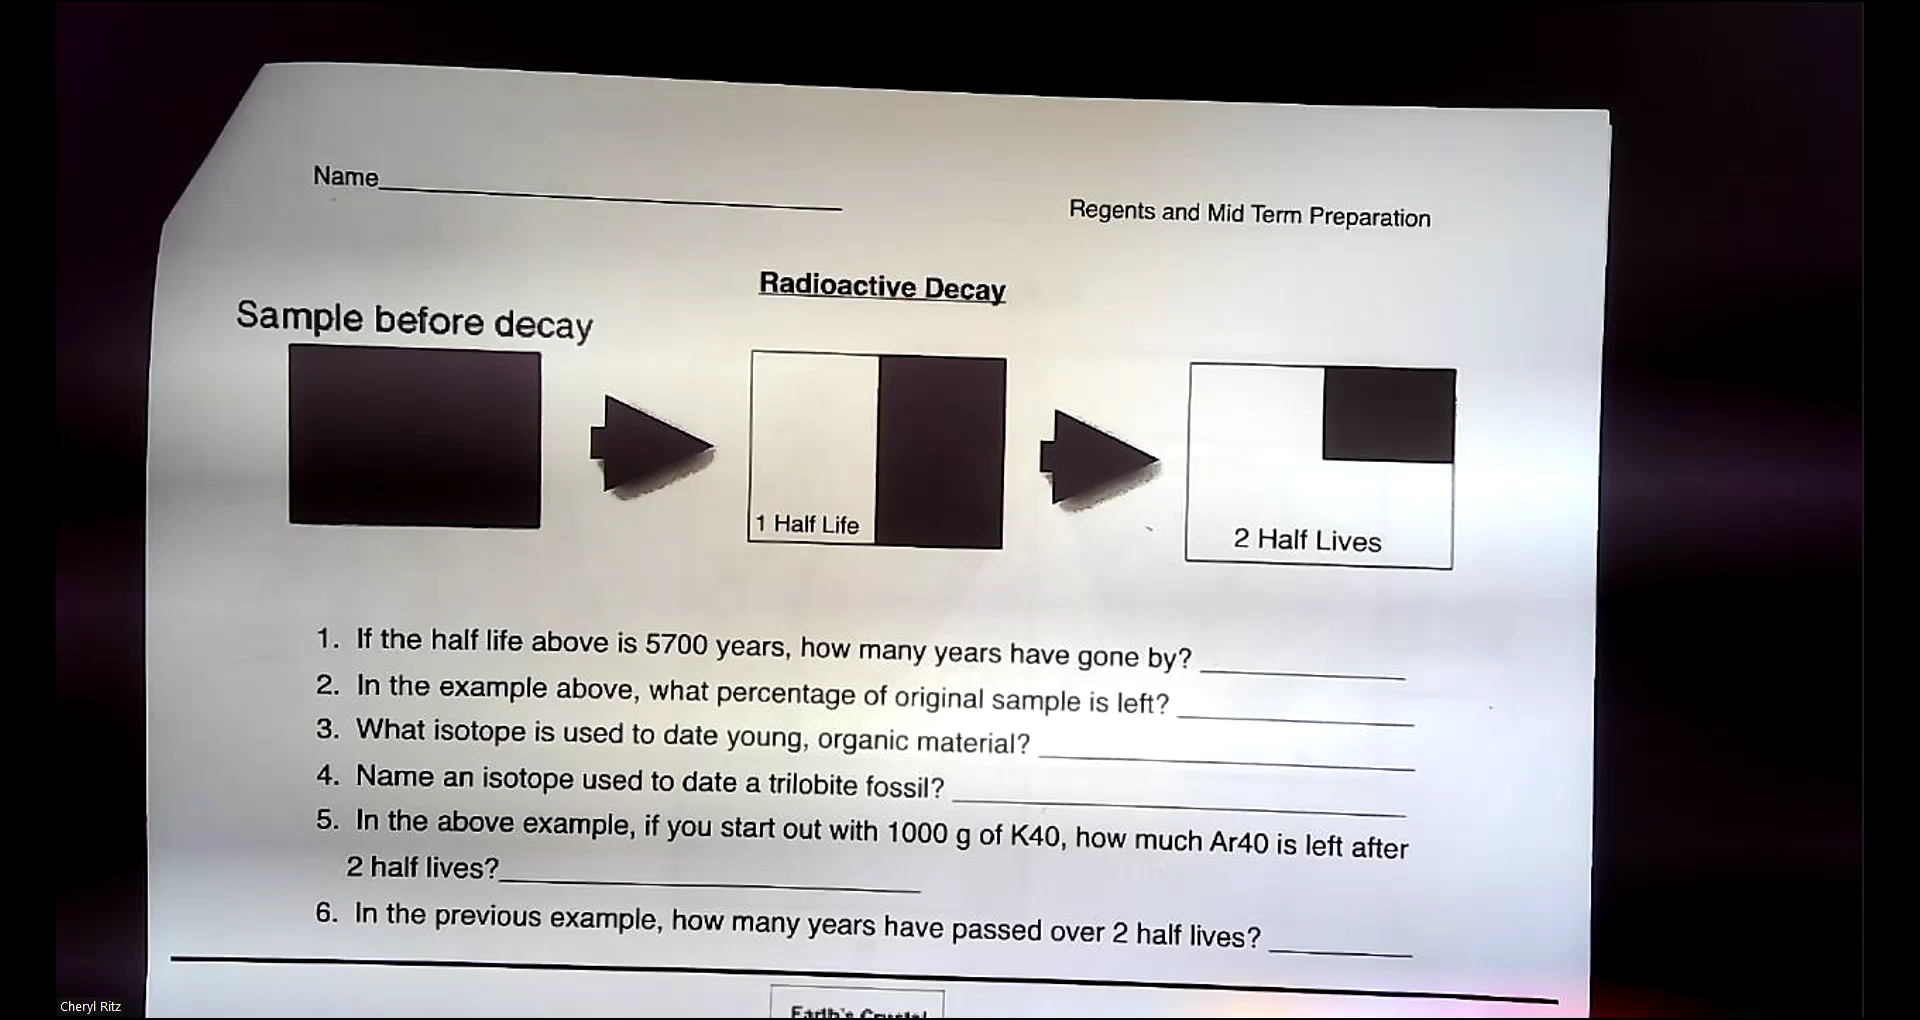 Name
Regents and Mid Term Preparation
Radioactive Decay
Sample before decay
1 Half Life
2 Half Lives
1. If the half life above is 5700 years, how many years have gone by?
2. In the example above, what percentage of original sample is left?
3. What isotope is used to date young, organic material?
4. Name an isotope used to date a trilobite fossil?
5. In the above example, if you start out with 1000 g of K40, how much Ar40 is left after
2 half lives?
6. In the previous example, how many years have passed over 2 half lives?
Earth's Crustal
Cheryl Ritz